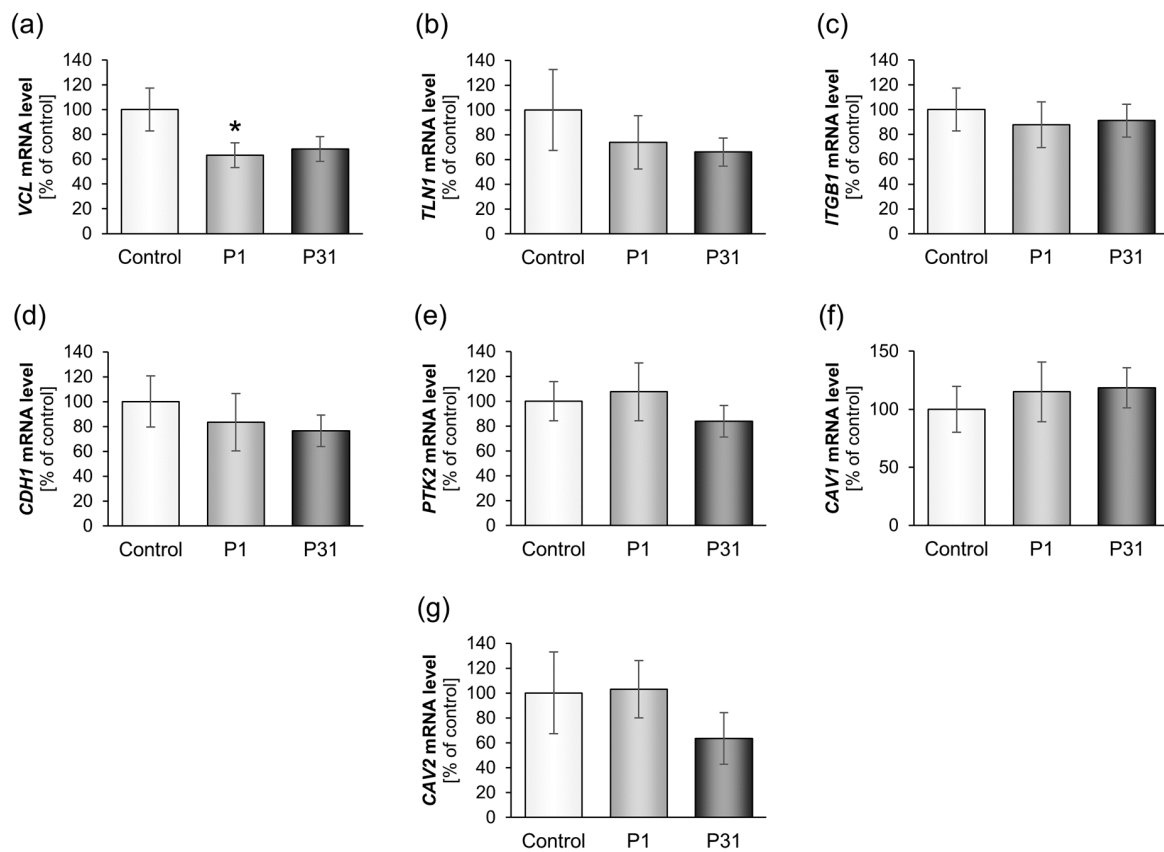 (a)
VCL mRNA level
[% of control]
140
120
100
80
60
40
20
0
*
Control P1 P31
(b)
TLN1 mRNA level
[% of control]
140
120
100
80
60
40
20
0
Control P1 P31
(c)
ITGB1 mRNA level
[% of control]
140
120
100
80
60
40
20
0
Control P1 P31
(d)
CDH1 mRNA level
[% of control]
140
120
100
80
60
40
20
0
Control P1 P31
(e)
PTK2 mRNA level
[% of control]
140
120
100
80
60
40
20
0
Control P1 P31
(f)
CAV1 mRNA level
[% of control]
150
100
50
0
Control P1 P31
(g)
CAV2 mRNA level
[% of control]
140
120
100
80
60
40
20
0
Control P1 P31